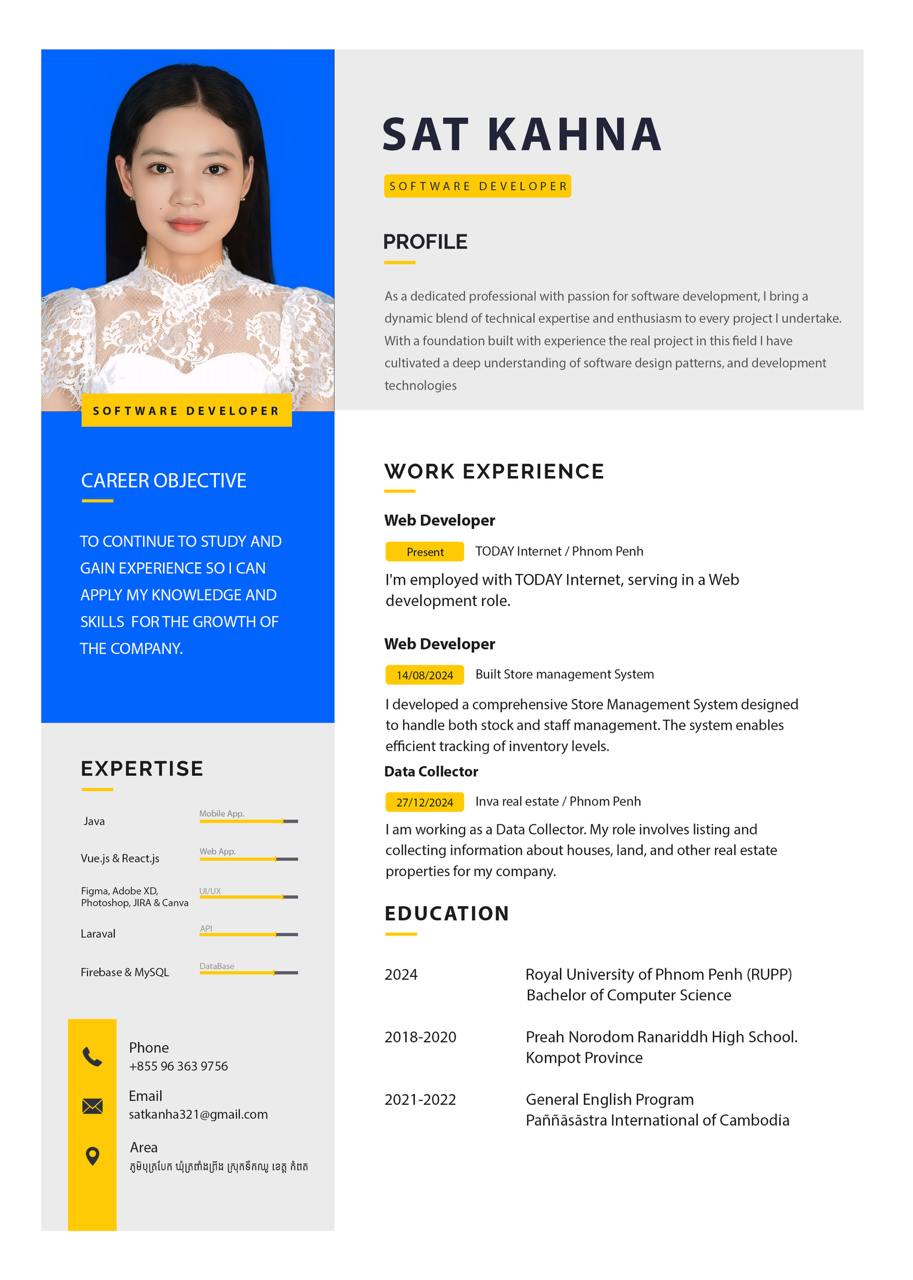 SAT KAHNA
SOFTWARE DEVELOPER
PROFILE
As a dedicated professional with passion for software development, I bring a
dynamic blend of technical expertise and enthusiasm to every project I undertake.
With a foundation built with experience the real project in this field I have
cultivated a deep understanding of software design patterns, and development
technologies
SOFTWARE DEVELOPER
CAREER OBJECTIVE
TO CONTINUE TO STUDY AND
GAIN EXPERIENCE SO I CAN
APPLY MY KNOWLEDGE AND
SKILLS  FOR THE GROWTH OF
THE COMPANY.
EXPERTISE
Java
Mobile App.
Vue.js & React.js
Web App.
Figma, Adobe XD,
Photoshop, JIRA & Canva
UI/UX
Laraval
API
Firebase & MySQL
DataBase
Phone
+855 96 363 9756
Email
satkanha321@gmail.com
Area
ភូមិបុត្រហែក ឃុំត្រពាំងព្រីង ស្រុកទឹកឈូ ខេត្ត កំពត
WORK EXPERIENCE
Web Developer
Present
TODAY Internet / Phnom Penh
I'm employed with TODAY Internet, serving in a Web
development role.
Web Developer
14/08/2024
Built Store management System
I developed a comprehensive Store Management System designed
to handle both stock and staff management. The system enables
efficient tracking of inventory levels.
Data Collector
27/12/2024
Inva real estate / Phnom Penh
I am working as a Data Collector. My role involves listing and
collecting information about houses, land, and other real estate
properties for my company.
EDUCATION
2024
Royal University of Phnom Penh (RUPP)
Bachelor of Computer Science
2018-2020
Preah Norodom Ranariddh High School.
Kompot Province
2021-2022
General English Program
Paññāsāstra International of Cambodia